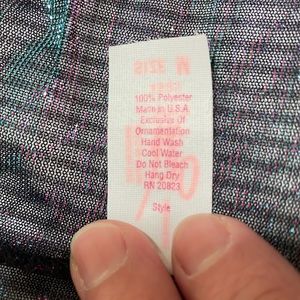 100% Polyester
Made in U.S.A.
Exclusive Of
Ornamentation
Hand Wash
Cool Water
Do Not Bleach
Hang Dry
RN 20823
Style